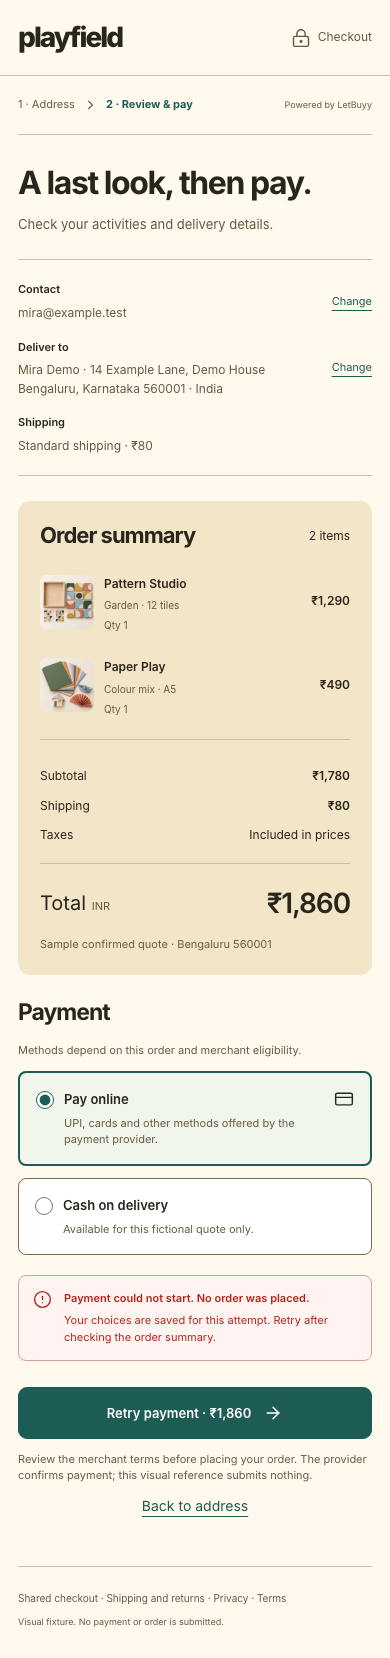 playfield
Checkout
1 · Address
2 · Review & pay
Powered by LetBuyy
A last look, then pay.
Check your activities and delivery details.
Contact
mira@example.test
Change
Deliver to
Mira Demo · 14 Example Lane, Demo House
Bengaluru, Karnataka 560001 · India
Change
Shipping
Standard shipping · ₹80
Order summary
2 items
Pattern Studio
Garden · 12 tiles
Qty 1
₹1,290
Paper Play
Colour mix · A5
Qty 1
₹490
Subtotal ₹1,780
Shipping ₹80
Taxes Included in prices
Total INR ₹1,860
Sample confirmed quote · Bengaluru 560001
Payment
Methods depend on this order and merchant eligibility.
Pay online
UPI, cards and other methods offered by the
payment provider.
Cash on delivery
Available for this fictional quote only.
Payment could not start. No order was placed.
Your choices are saved for this attempt. Retry after
checking the order summary.
Retry payment · ₹1,860
Review the merchant terms before placing your order. The provider
confirms payment; this visual reference submits nothing.
Back to address
Shared checkout · Shipping and returns · Privacy · Terms
Visual fixture. No payment or order is submitted.